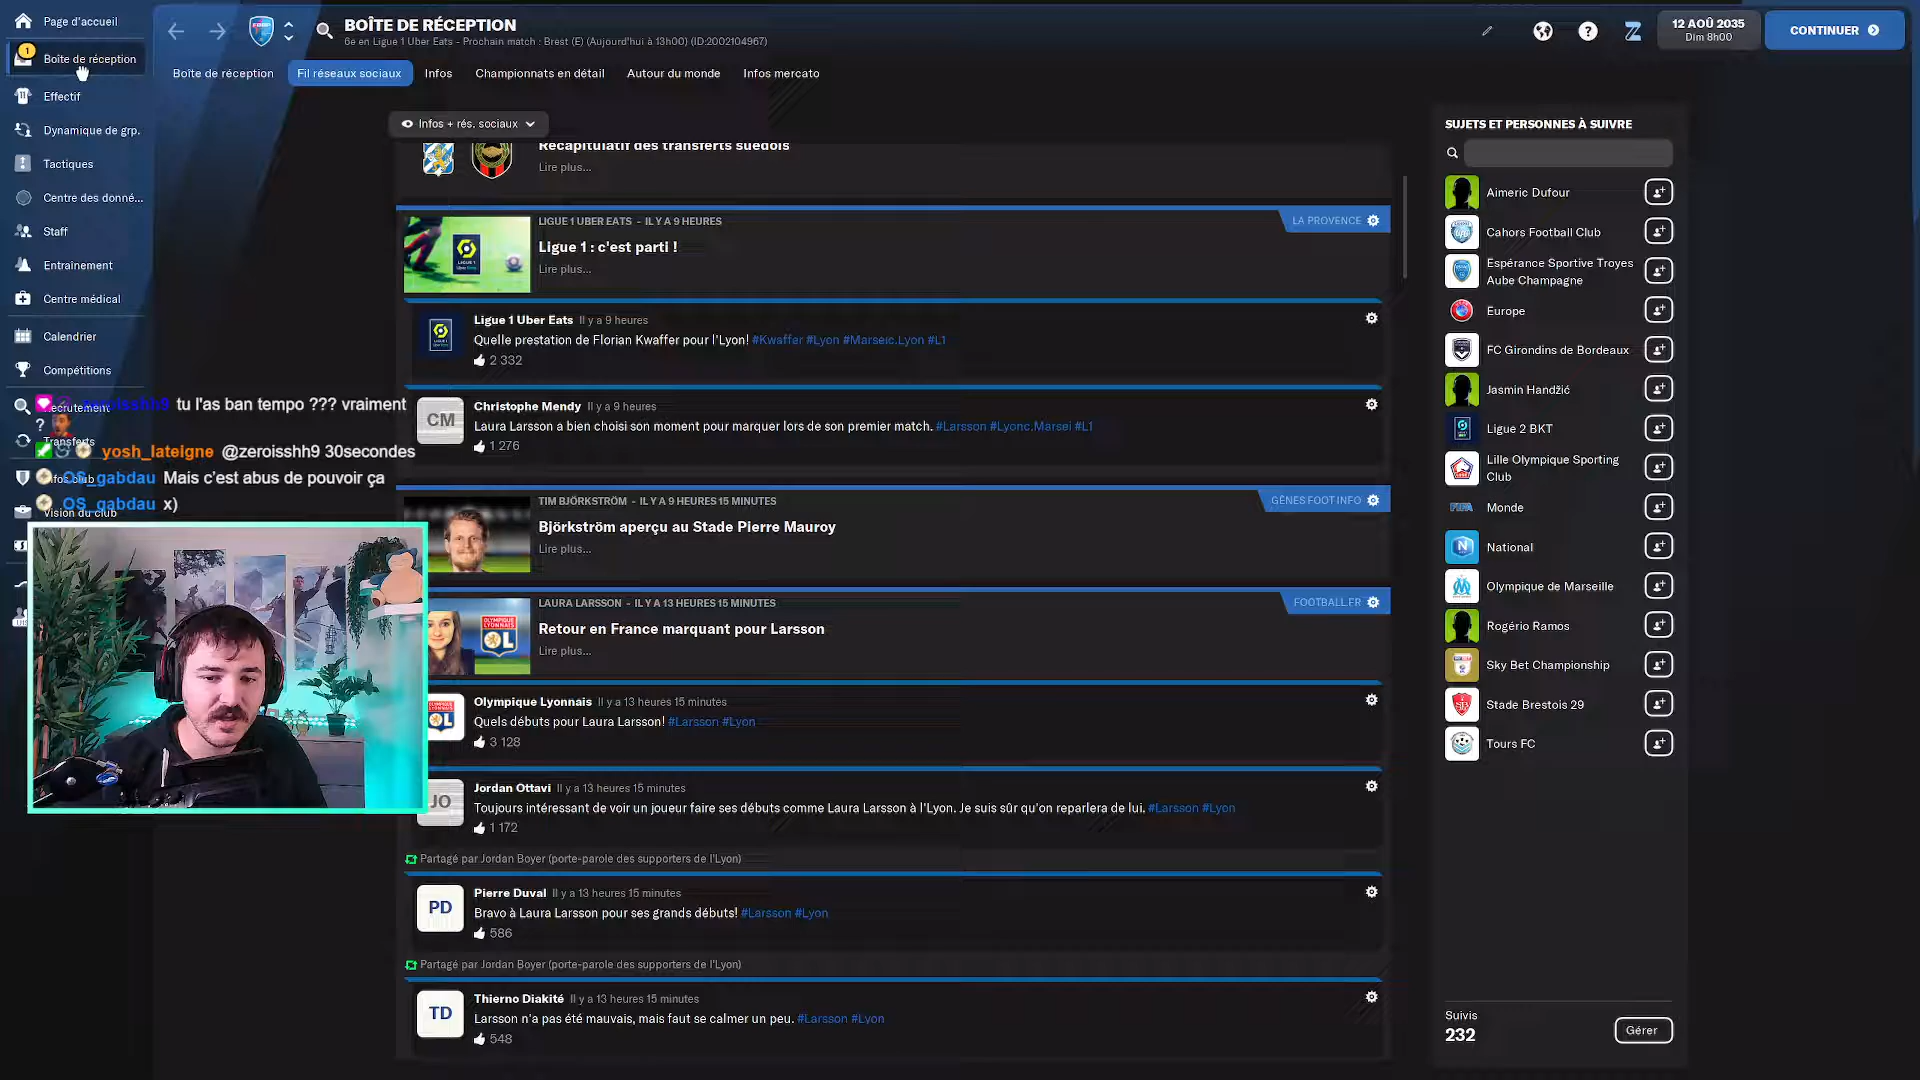 Page d'accueil
BOÎTE DE RÉCEPTION
6e en Ligue 1 Uber Eats - Prochain match : Brest (E) (Aujourd'hui à 13h00) (ID:2002104967)
12 AOÛ 2035
Dim 8h00
CONTINUER
1
Boîte de réception
Boîte de réception
Fil réseaux sociaux
Infos
Championnats en détail
Autour du monde
Infos mercato
Effectif
Dynamique de grp.
Tactiques
Centre des donné...
Staff
Entraînement
Centre médical
Calendrier
Compétitions
Recrutement
Transferts
Infos club
Vision du club
zeroisshh9 tu l'as ban tempo ??? vraiment
?
yosh_lateigne @zeroisshh9 30secondes
OS_gabdau Mais c'est abus de pouvoir ça
OS_gabdau x)
Infos + rés. sociaux
Récapitulatif des transferts suédois
Lire plus...
LIGUE 1 UBER EATS - IL Y A 9 HEURES
LA PROVENCE
Ligue 1 : c'est parti !
Lire plus...
Ligue 1 Uber Eats Il y a 9 heures
Quelle prestation de Florian Kwaffer pour l'Lyon! #Kwaffer #Lyon #Marseic.Lyon #L1
2 332
CM
Christophe Mendy Il y a 9 heures
Laura Larsson a bien choisi son moment pour marquer lors de son premier match. #Larsson #Lyonc.Marsei #L1
1 276
TIM BJÖRKSTRÖM - IL Y A 9 HEURES 15 MINUTES
GÊNES FOOT INFO
Björkström aperçu au Stade Pierre Mauroy
Lire plus...
LAURA LARSSON - IL Y A 13 HEURES 15 MINUTES
FOOTBALL.FR
Retour en France marquant pour Larsson
Lire plus...
Olympique Lyonnais Il y a 13 heures 15 minutes
Quels débuts pour Laura Larsson! #Larsson #Lyon
3 128
JO
Jordan Ottavi Il y a 13 heures 15 minutes
Toujours intéressant de voir un joueur faire ses débuts comme Laura Larsson à l'Lyon. Je suis sûr qu'on reparlera de lui. #Larsson #Lyon
1 172
Partagé par Jordan Boyer (porte-parole des supporters de l'Lyon)
PD
Pierre Duval Il y a 13 heures 15 minutes
Bravo à Laura Larsson pour ses grands débuts! #Larsson #Lyon
586
Partagé par Jordan Boyer (porte-parole des supporters de l'Lyon)
TD
Thierno Diakité Il y a 13 heures 15 minutes
Larsson n'a pas été mauvais, mais faut se calmer un peu. #Larsson #Lyon
548
SUJETS ET PERSONNES À SUIVRE
Aimeric Dufour
Cahors Football Club
Espérance Sportive Troyes
Aube Champagne
Europe
FC Girondins de Bordeaux
Jasmin Handžić
Ligue 2 BKT
Lille Olympique Sporting
Club
FIFA
Monde
National
Olympique de Marseille
Rogério Ramos
Sky Bet Championship
Stade Brestois 29
Tours FC
Suivis
232
Gérer